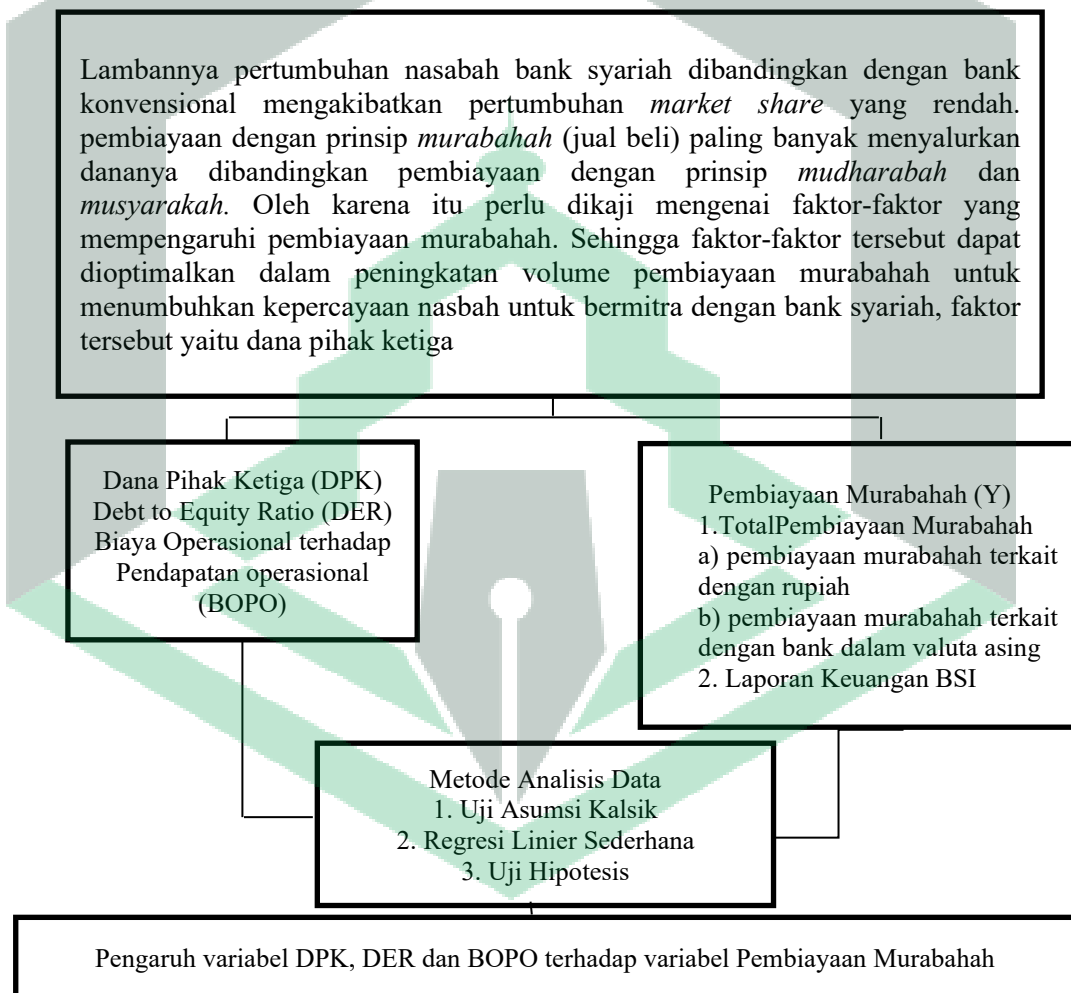 Lambannya pertumbuhan nasabah bank syariah dibandingkan dengan bank
konvensional mengakibatkan pertumbuhan market share yang rendah.
pembiayaan dengan prinsip murabahah (jual beli) paling banyak menyalurkan
dananya dibandingkan pembiayaan dengan prinsip mudharabah dan
musyarakah. Oleh karena itu perlu dikaji mengenai faktor-faktor yang
mempengaruhi pembiayaan murabahah. Sehingga faktor-faktor tersebut dapat
dioptimalkan dalam peningkatan volume pembiayaan murabahah untuk
menumbuhkan kepercayaan nasbah untuk bermitra dengan bank syariah, faktor
tersebut yaitu dana pihak ketiga
Dana Pihak Ketiga (DPK)
Debt to Equity Ratio (DER)
Biaya Operasional terhadap
Pendapatan operasional
(BOPO)
Pembiayaan Murabahah (Y)
1.TotalPembiayaan Murabahah
a) pembiayaan murabahah terkait
dengan rupiah
b) pembiayaan murabahah terkait
dengan bank dalam valuta asing
2. Laporan Keuangan BSI
Metode Analisis Data
1. Uji Asumsi Kalsik
2. Regresi Linier Sederhana
3. Uji Hipotesis
Pengaruh variabel DPK, DER dan BOPO terhadap variabel Pembiayaan Murabahah